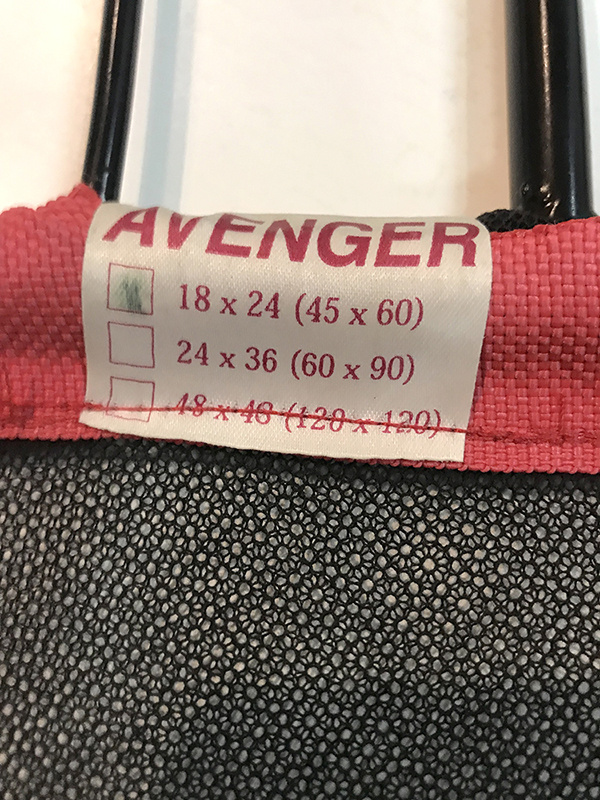 AVENGER
18 x 24 (45 x 60)
24 x 36 (60 x 90)
48 x 48 (120 x 120)